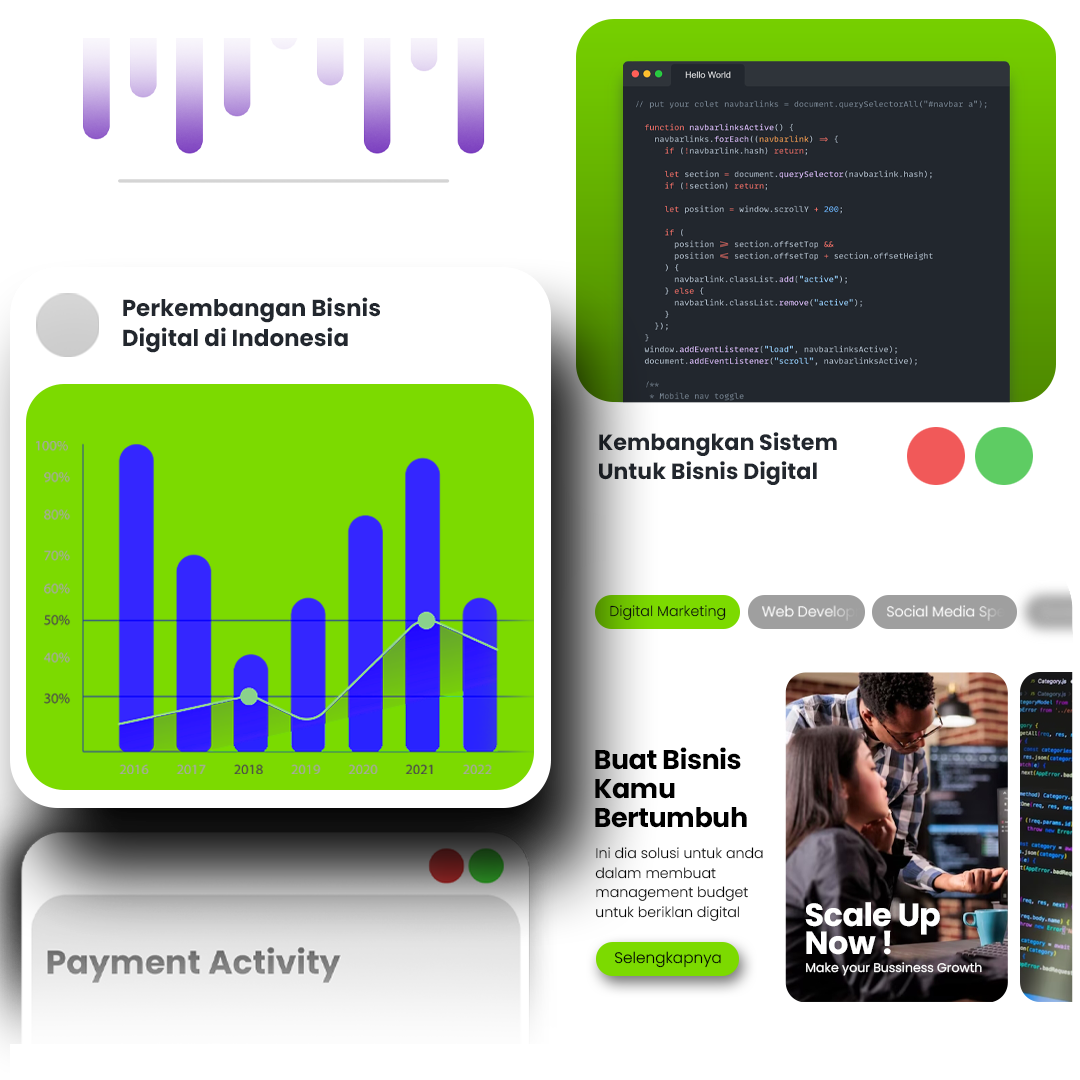 Perkembangan Bisnis
Digital di Indonesia
100%
90%
80%
70%
60%
50%
40%
30%
2016 2017 2018 2019 2020 2021 2022
Payment Activity
Hello World
// put your colet navbarlinks = document.querySelectorAll("#navbar a");
function navbarlinksActive() {
navbarlinks.forEach((navbarlink) => {
if (!navbarlink.hash) return;
let section = document.querySelector(navbarlink.hash);
if (!section) return;
let position = window.scrollY + 200;
if (
position >= section.offsetTop &&
position <= section.offsetTop + section.offsetHeight
) {
navbarlink.classList.add("active");
} else {
navbarlink.classList.remove("active");
}
});
}
window.addEventListener("load", navbarlinksActive);
document.addEventListener("scroll", navbarlinksActive);
/**
* Mobile nav toggle
Kembangkan Sistem
Untuk Bisnis Digital
Digital Marketing Web Develop Social Media Sp
Buat Bisnis
Kamu
Bertumbuh
Ini dia solusi untuk anda
dalam membuat
management budget
untuk beriklan digital
Selengkapnya
Scale Up
Now !
Make your Bussiness Growth
Category.js